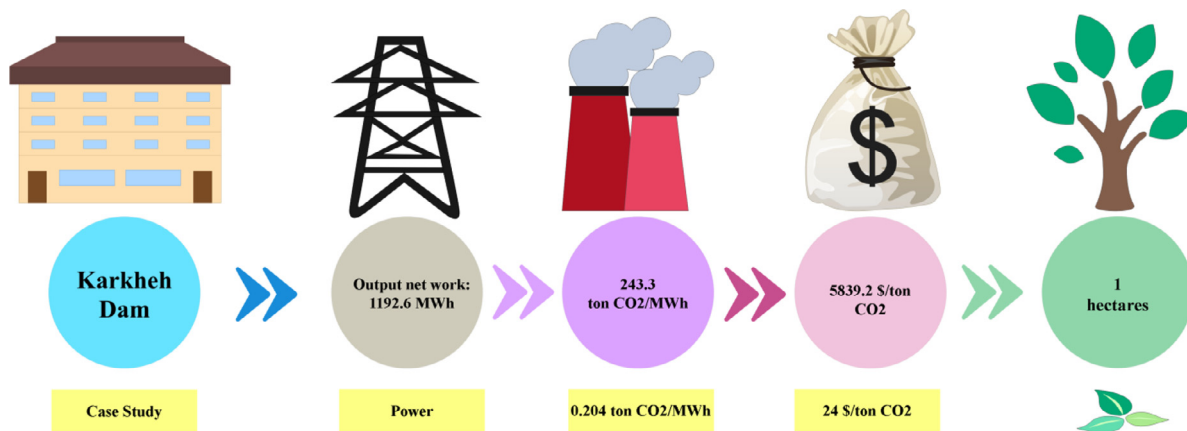 Karkheh
Dam
Output net work:
1192.6 MWh
243.3
ton CO2/MWh
5839.2 $/ton
CO2
1
hectares
Case Study
Power
0.204 ton CO2/MWh
24 $/ton CO2
$